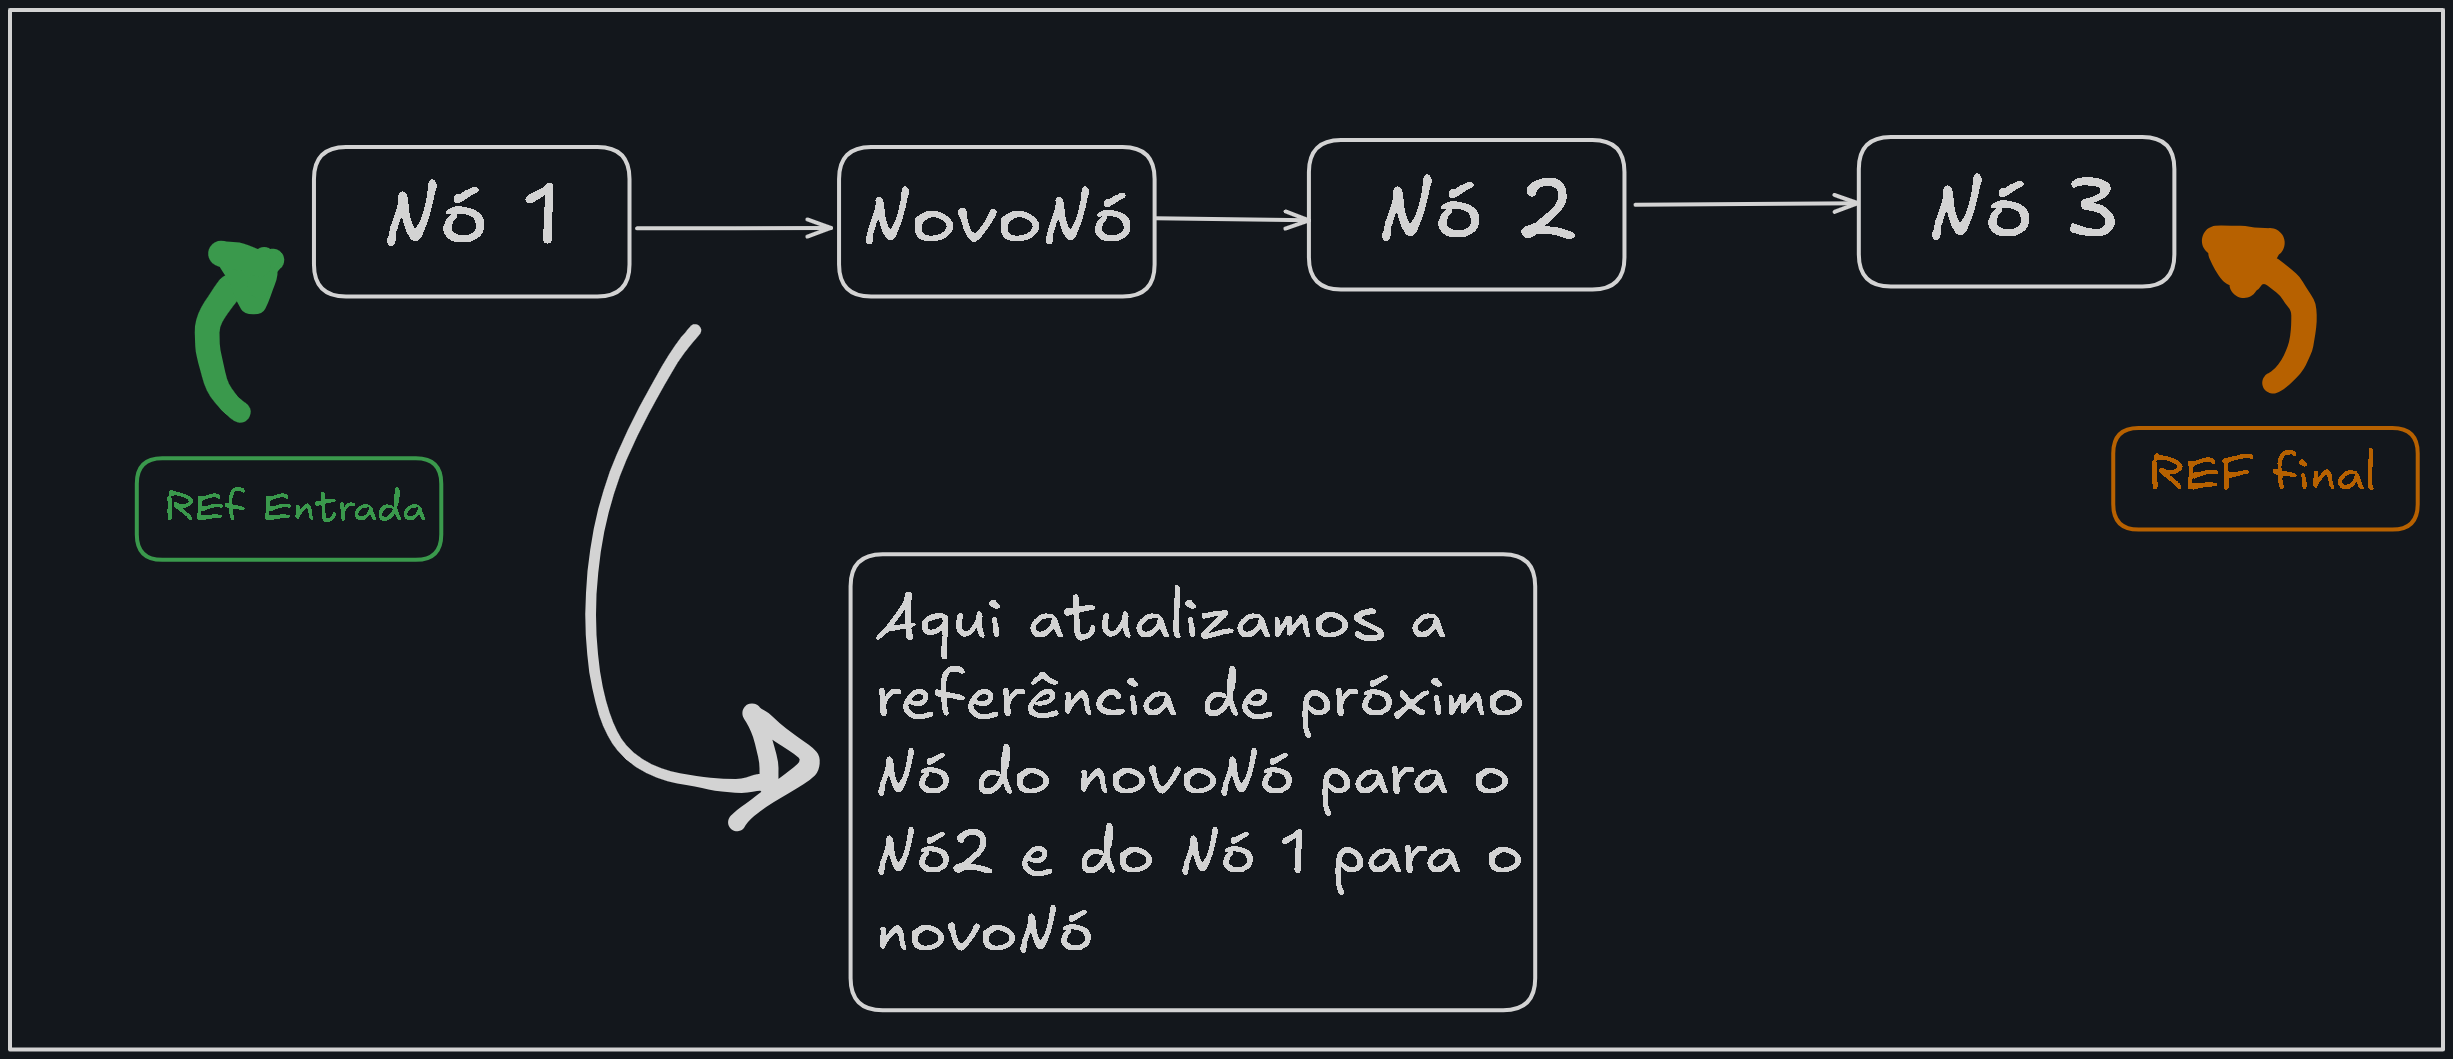 Nó 1
NovoNó
Nó 2
Nó 3
REf Entrada
REF final
Aqui atualizamos a
referência de próximo
Nó do novoNó para o
Nó2 e do Nó 1 para o
novoNó